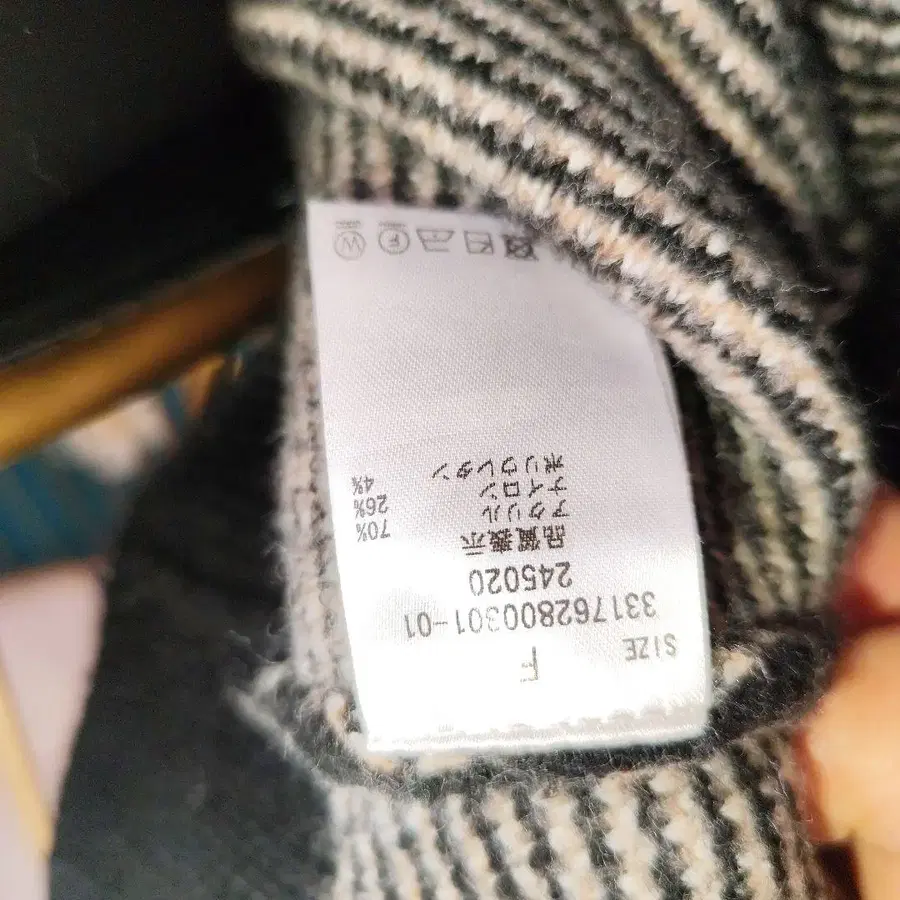 SIZE F
331762800301-01
245020
品質表示
アクリル 70%
ナイロン 26%
ポリウレタン 4%
F W